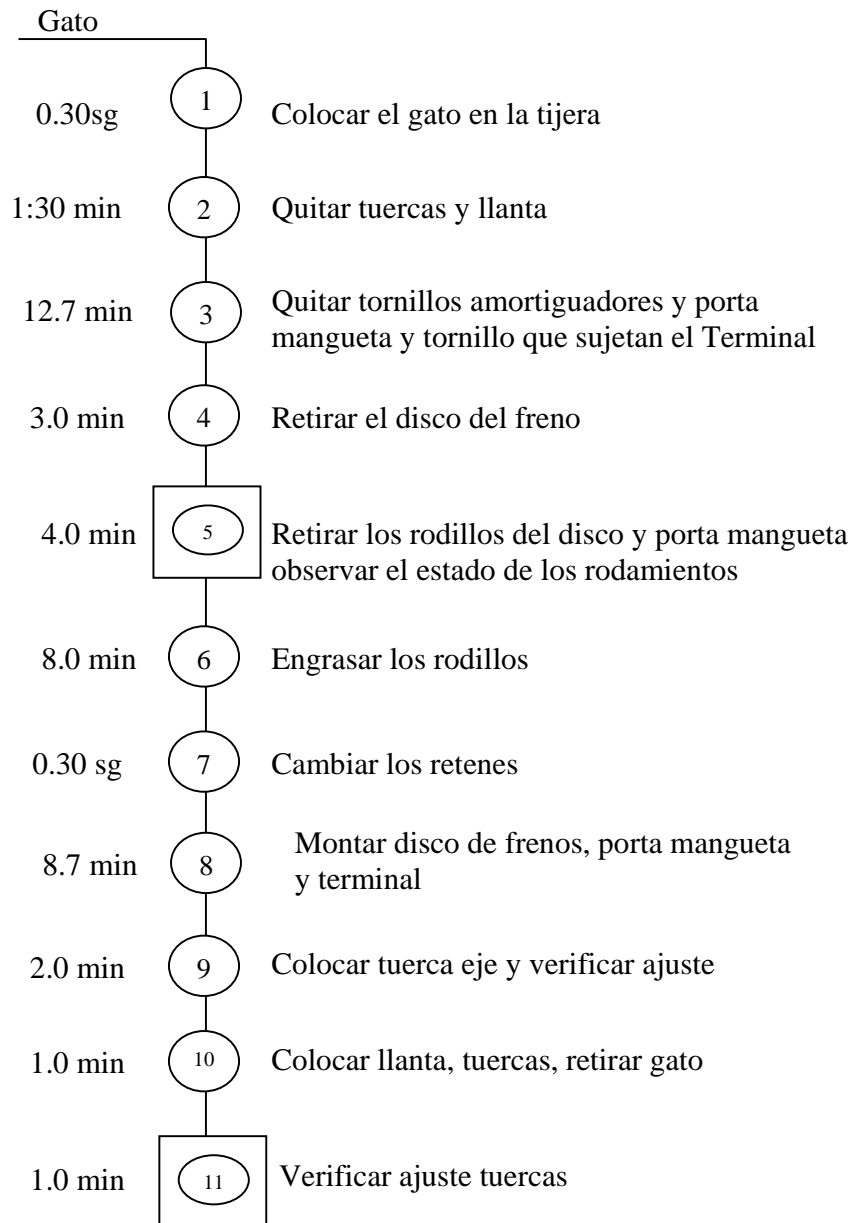 Gato
0.30sg 1 Colocar el gato en la tijera
1:30 min 2 Quitar tuercas y llanta
12.7 min 3 Quitar tornillos amortiguadores y porta
mangueta y tornillo que sujetan el Terminal
3.0 min 4 Retirar el disco del freno
4.0 min 5 Retirar los rodillos del disco y porta mangueta
observar el estado de los rodamientos
8.0 min 6 Engrasar los rodillos
0.30 sg 7 Cambiar los retenes
8.7 min 8 Montar disco de frenos, porta mangueta
y terminal
2.0 min 9 Colocar tuerca eje y verificar ajuste
1.0 min 10 Colocar llanta, tuercas, retirar gato
1.0 min 11 Verificar ajuste tuercas